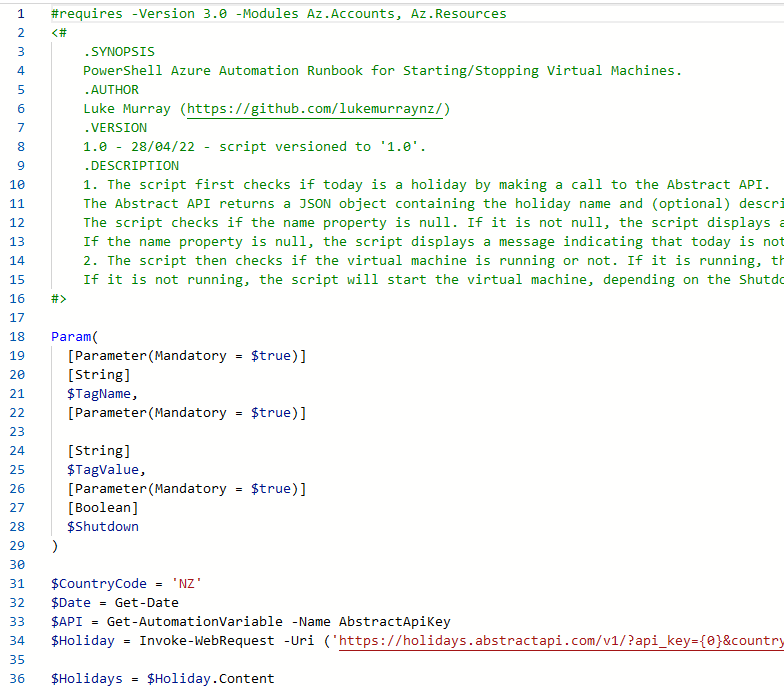 1 #requires -Version 3.0 -Modules Az.Accounts, Az.Resources
2 <#
3 .SYNOPSIS
4 PowerShell Azure Automation Runbook for Starting/Stopping Virtual Machines.
5 .AUTHOR
6 Luke Murray (https://github.com/lukemurraynz/)
7 .VERSION
8 1.0 - 28/04/22 - script versioned to '1.0'.
9 .DESCRIPTION
10 1. The script first checks if today is a holiday by making a call to the Abstract API.
11 The Abstract API returns a JSON object containing the holiday name and (optional) descri
12 The script checks if the name property is null. If it is not null, the script displays a
13 If the name property is null, the script displays a message indicating that today is not
14 2. The script then checks if the virtual machine is running or not. If it is running, th
15 If it is not running, the script will start the virtual machine, depending on the Shutdo
16 #>
17
18 Param(
19 [Parameter(Mandatory = $true)]
20 [String]
21 $TagName,
22 [Parameter(Mandatory = $true)]
23
24 [String]
25 $TagValue,
26 [Parameter(Mandatory = $true)]
27 [Boolean]
28 $Shutdown
29 )
30
31 $CountryCode = 'NZ'
32 $Date = Get-Date
33 $API = Get-AutomationVariable -Name AbstractApiKey
34 $Holiday = Invoke-WebRequest -Uri ('https://holidays.abstractapi.com/v1/?api_key={0}&country
35
36 $Holidays = $Holiday.Content